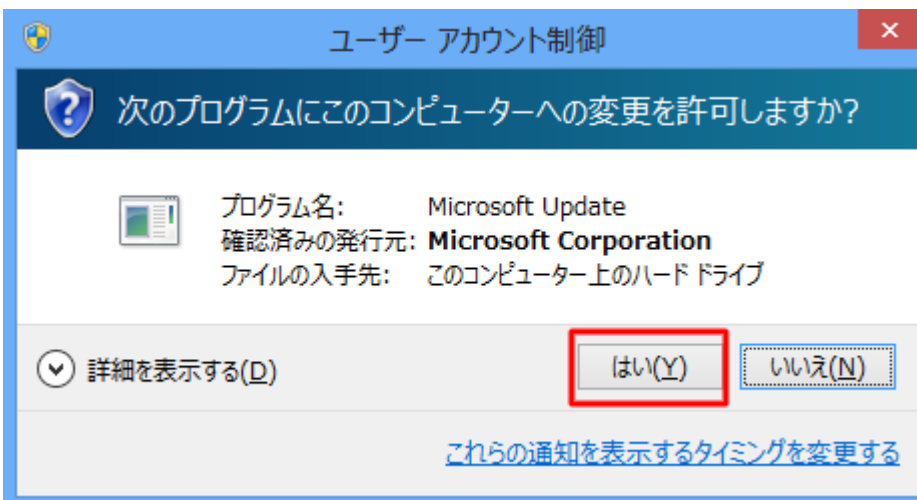 ユーザー アカウント制御
次のプログラムにこのコンピューターへの変更を許可しますか?
プログラム名: Microsoft Update
確認済みの発行元: Microsoft Corporation
ファイルの入手先: このコンピューター上のハード ドライブ
詳細を表示する(D) はい(Y) いいえ(N)
これらの通知を表示するタイミングを変更する